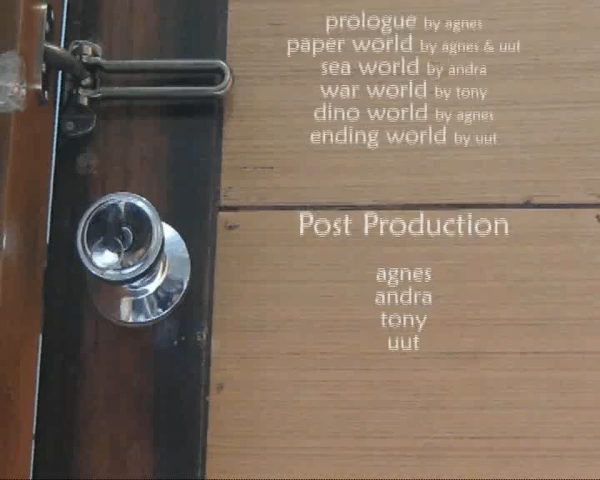 prologue by agnes
paper world by agnes & uut
sea world by andra
war world by tony
dino world by agnes
ending world by uut
Post Production
agnes
andra
tony
uut